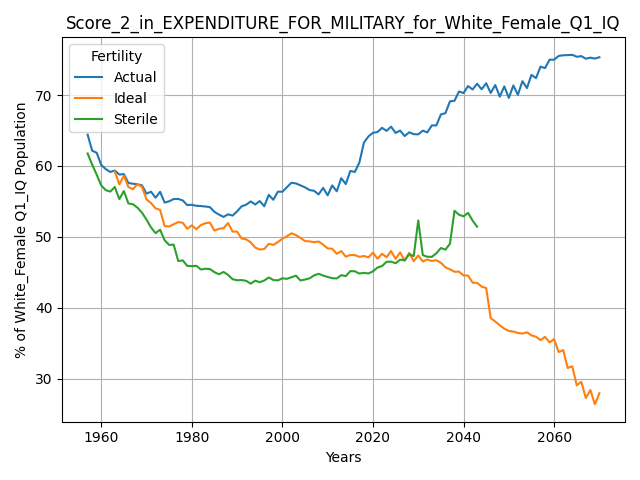 Score_2_in_EXPENDITURE_FOR_MILITARY_for_White_Female_Q1_IQ
Fertility
Actual
Ideal
Sterile
% of White_Female Q1_IQ Population
70
60
50
40
30
1960 1980 2000 2020 2040 2060
Years